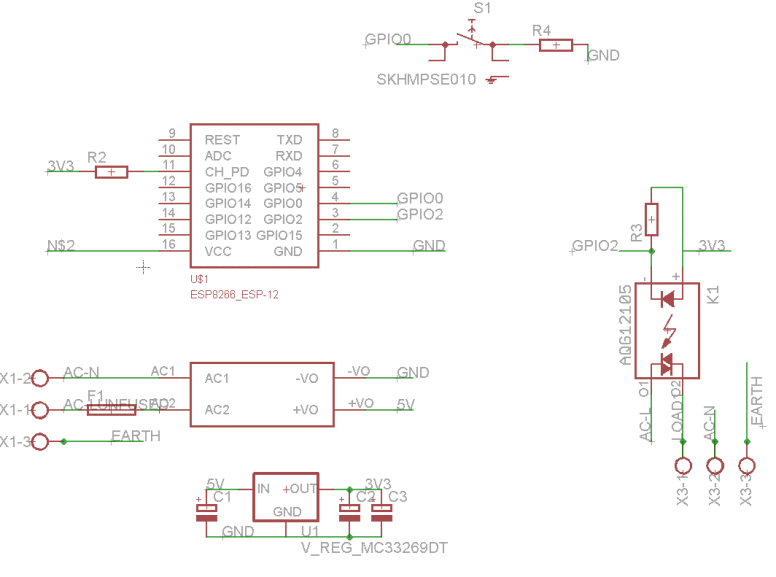 S1
GPIO0
R4
GND
SKHMPSE010
9 REST TXD 8
10 ADC RXD 7
3V3 R2 11 CH_PD GPIO4 6
12 GPIO16 GPIO5 5
13 GPIO14 GPIO0 4 GPIO0
14 GPIO12 GPIO2 3 GPIO2
15 GPIO13 GPIO15 2
N$2 16 VCC GND 1 GND
U$1
ESP8266_ESP-12
R3
GPIO2
3V3
- +
K1
AQG12105
O1
O2
AC-L
LOAD1
AC-N
EARTH
X3-1
X3-2
X3-3
X1-2 AC-N AC1 AC1 -VO -VO GND
X1-1 AC-LUNFUSED F1 AC2 AC2 +VO +VO 5V
X1-3 EARTH
5V IN +OUT 3V3
+ C1 + C2 + C3
GND GND U1
V_REG_MC33269DT